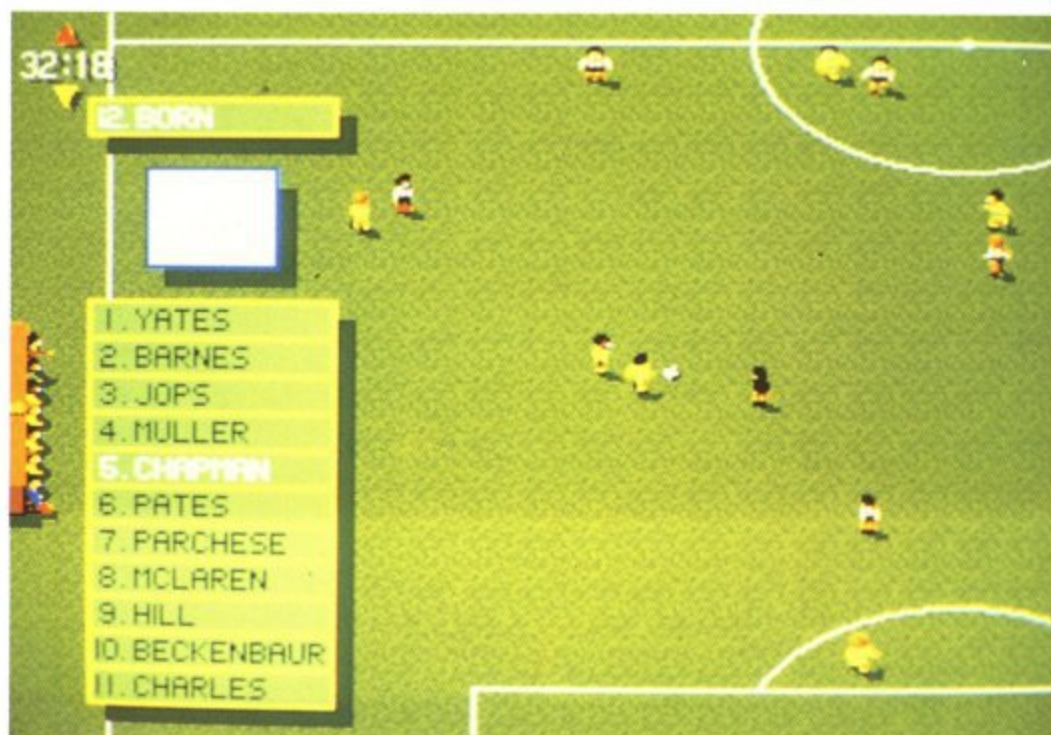 32:18
12. BORN
1. YATES
2. BARNES
3. JOPS
4. MULLER
5. CHAPMAN
6. PATES
7. PARCHESE
8. MCLAREN
9. HILL
10. BECKENBAUR
11. CHARLES